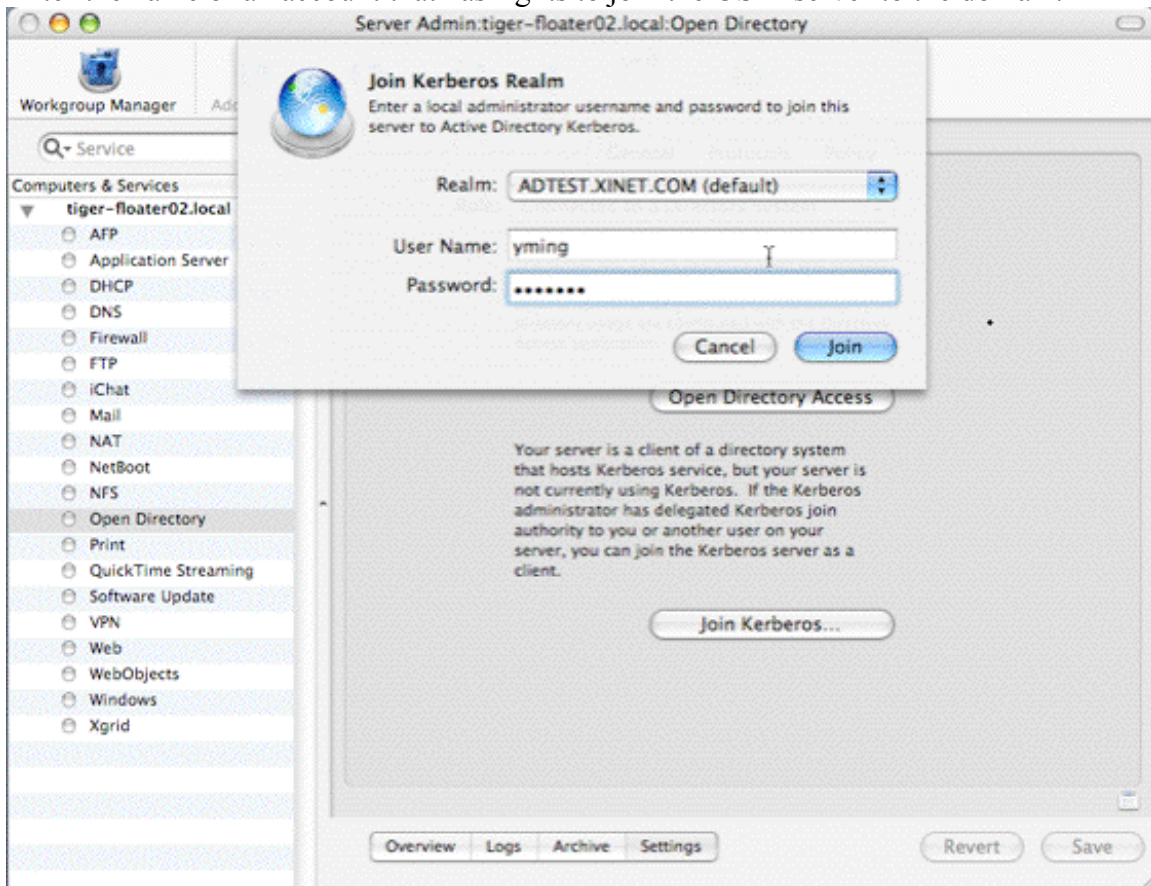 Server Admin:tiger-floater02.local:Open Directory
Workgroup Manager
Join Kerberos Realm
Enter a local administrator username and password to join this
server to Active Directory Kerberos.
Realm: ADTEST.XINET.COM (default)
User Name: yming
Password: •••••••
Cancel Join
Service
Computers & Services
tiger-floater02.local
AFP
Application Server
DHCP
DNS
Firewall
FTP
iChat
Mail
NAT
NetBoot
NFS
Open Directory
Print
QuickTime Streaming
Software Update
VPN
Web
WebObjects
Windows
Xgrid
Open Directory Access
Your server is a client of a directory system
that hosts Kerberos service, but your server is
not currently using Kerberos. If the Kerberos
administrator has delegated Kerberos join
authority to you or another user on your
server, you can join the Kerberos server as a
client.
Join Kerberos...
Overview Logs Archive Settings
Revert Save